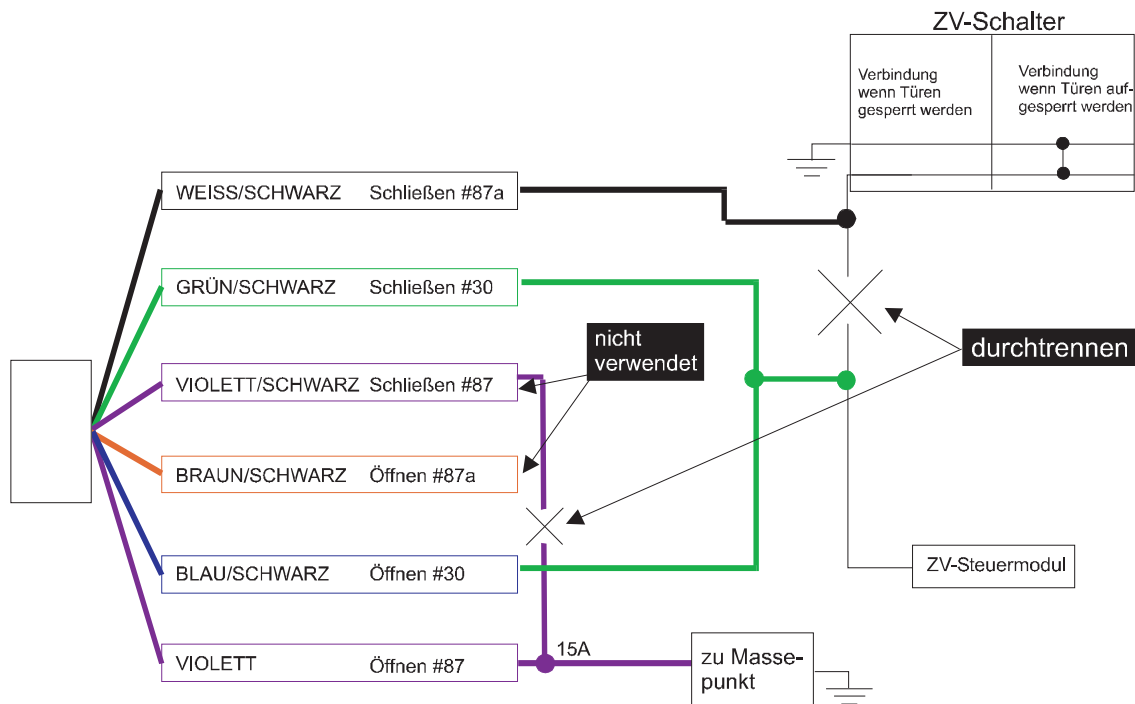 ZV-Schalter
Verbindung
wenn Türen
gesperrt werden
Verbindung
wenn Türen auf-
gesperrt werden
WEISS/SCHWARZ Schließen #87a
GRÜN/SCHWARZ Schließen #30
nicht
verwendet
durchtrennen
VIOLETT/SCHWARZ Schließen #87
BRAUN/SCHWARZ Öffnen #87a
BLAU/SCHWARZ Öffnen #30
ZV-Steuermodul
VIOLETT Öffnen #87
15A
zu Masse-
punkt